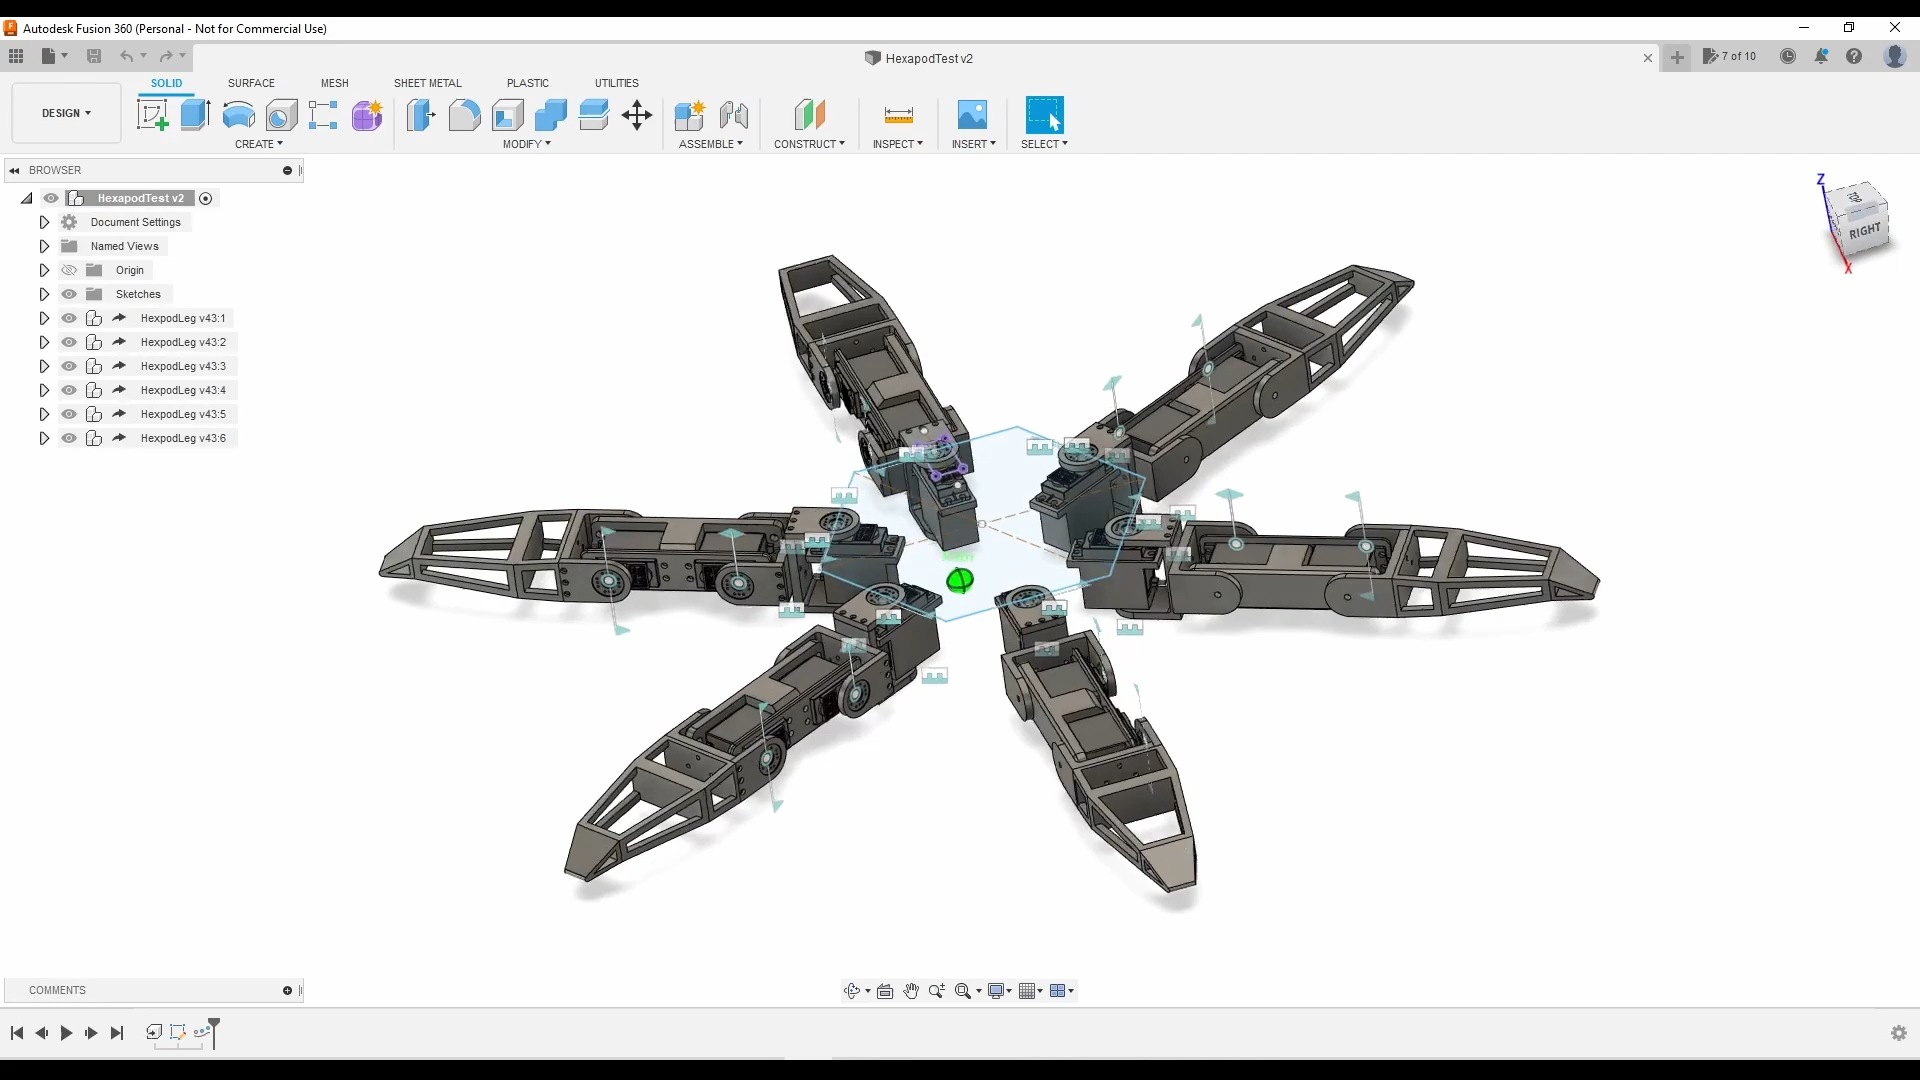 Autodesk Fusion 360 (Personal - Not for Commercial Use)
HexapodTest v2
7 of 10
SOLID
SURFACE
MESH
SHEET METAL
PLASTIC
UTILITIES
DESIGN
CREATE
MODIFY
ASSEMBLE
CONSTRUCT
INSPECT
INSERT
SELECT
BROWSER
HexapodTest v2
Document Settings
Named Views
Origin
Sketches
HexpodLeg v43:1
HexpodLeg v43:2
HexpodLeg v43:3
HexpodLeg v43:4
HexpodLeg v43:5
HexpodLeg v43:6
Z
TOP
RIGHT
X
COMMENTS